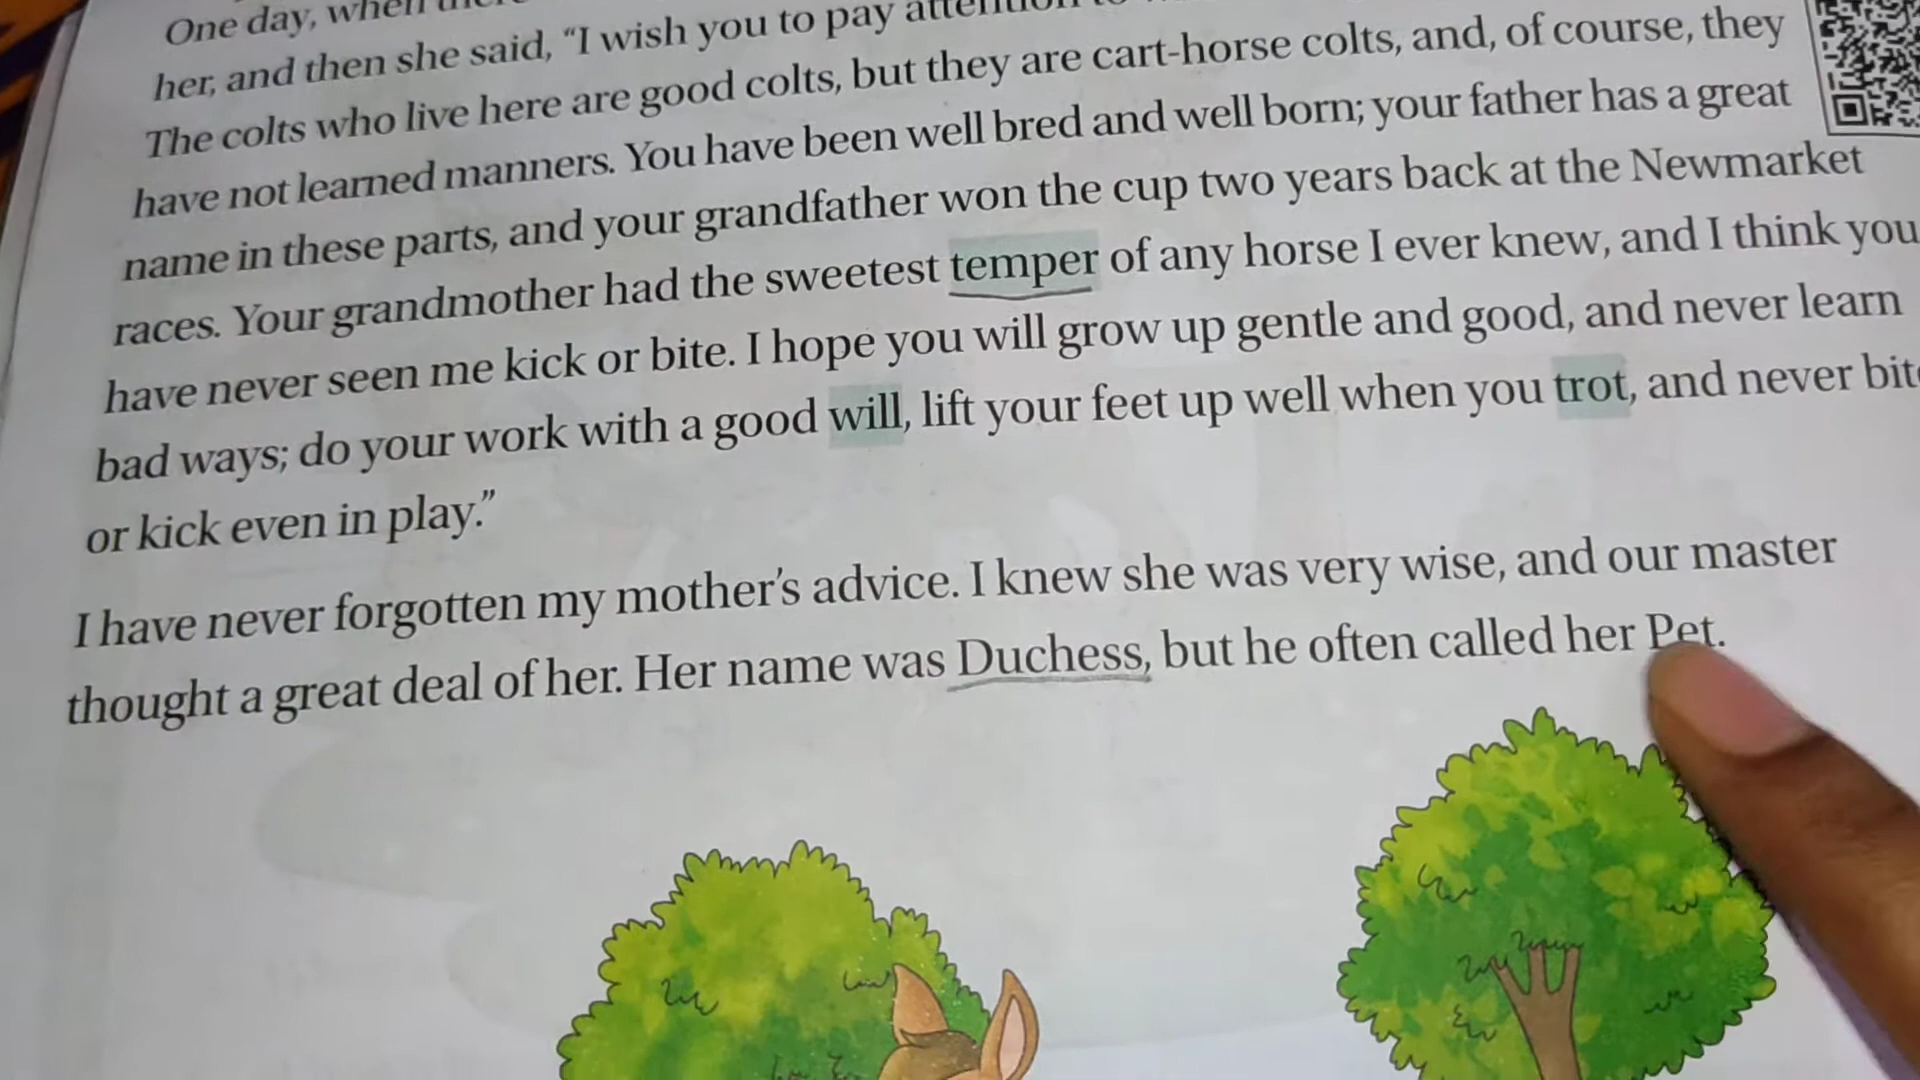 One day, when
her, and then she said, “I wish you to pay attention to
The colts who live here are good colts, but they are cart-horse colts, and, of course, they
have not learned manners. You have been well bred and well born; your father has a great
name in these parts, and your grandfather won the cup two years back at the Newmarket
races. Your grandmother had the sweetest temper of any horse I ever knew, and I think you
have never seen me kick or bite. I hope you will grow up gentle and good, and never learn
bad ways; do your work with a good will, lift your feet up well when you trot, and never bite
or kick even in play.”
I have never forgotten my mother’s advice. I knew she was very wise, and our master
thought a great deal of her. Her name was Duchess, but he often called her Pet.